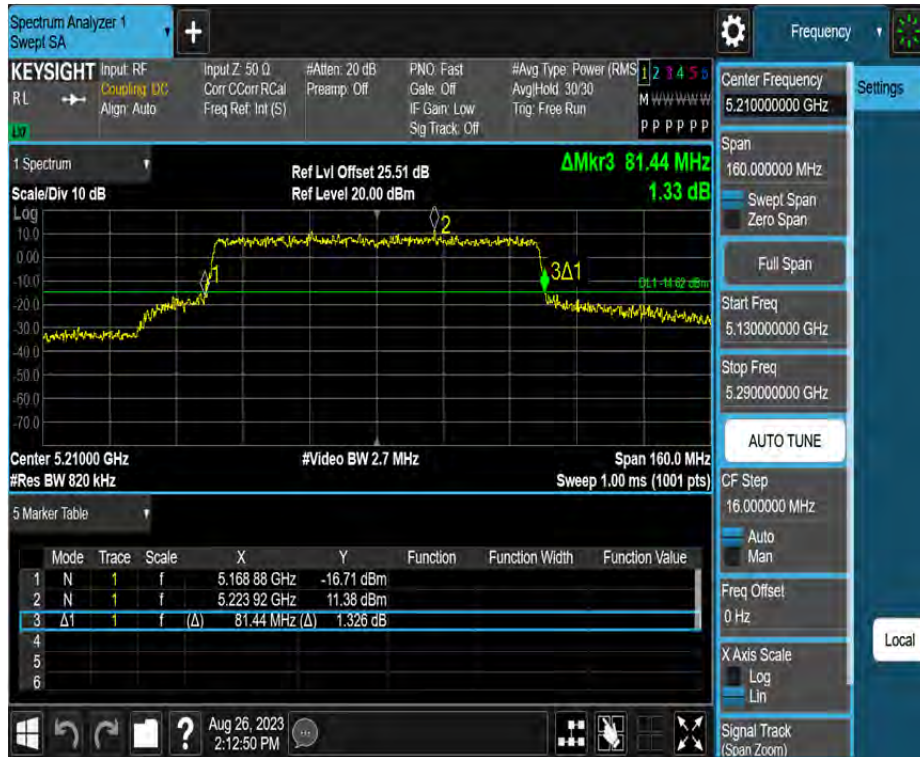 Spectrum Analyzer 1
Swept SA
+
Frequency
KEYSIGHT
RL
LXI
Input: RF
Coupling: DC
Align: Auto
Input Z: 50 Ω
Corr CCorr RCal
Freq Ref: Int (S)
#Atten: 20 dB
Preamp: Off
PNO: Fast
Gate: Off
IF Gain: Low
Sig Track: Off
#Avg Type: Power (RMS
Avg|Hold: 30/30
Trig: Free Run
1 2 3 4 5 6
M W W W W W
P P P P P P
1 Spectrum
Scale/Div 10 dB
Log
Ref Lvl Offset 25.51 dB
Ref Level 20.00 dBm
ΔMkr3 81.44 MHz
1.33 dB
10.0
0.00
-10.0
-20.0
-30.0
-40.0
-50.0
-60.0
-70.0
1
2
3Δ1
DL1 -14.62 dBm
Center 5.21000 GHz
#Res BW 820 kHz
#Video BW 2.7 MHz
Span 160.0 MHz
Sweep 1.00 ms (1001 pts)
5 Marker Table
Mode Trace Scale X Y Function Function Width Function Value
1 N 1 f 5.168 88 GHz -16.71 dBm
2 N 1 f 5.223 92 GHz 11.38 dBm
3 Δ1 1 f (Δ) 81.44 MHz (Δ) 1.326 dB
4
5
6
?
Aug 26, 2023
2:12:50 PM
Center Frequency
5.210000000 GHz
Span
160.000000 MHz
Swept Span
Zero Span
Full Span
Start Freq
5.130000000 GHz
Stop Freq
5.290000000 GHz
AUTO TUNE
CF Step
16.000000 MHz
Auto
Man
Freq Offset
0 Hz
X Axis Scale
Log
Lin
Signal Track
(Span Zoom)
Settings
Local